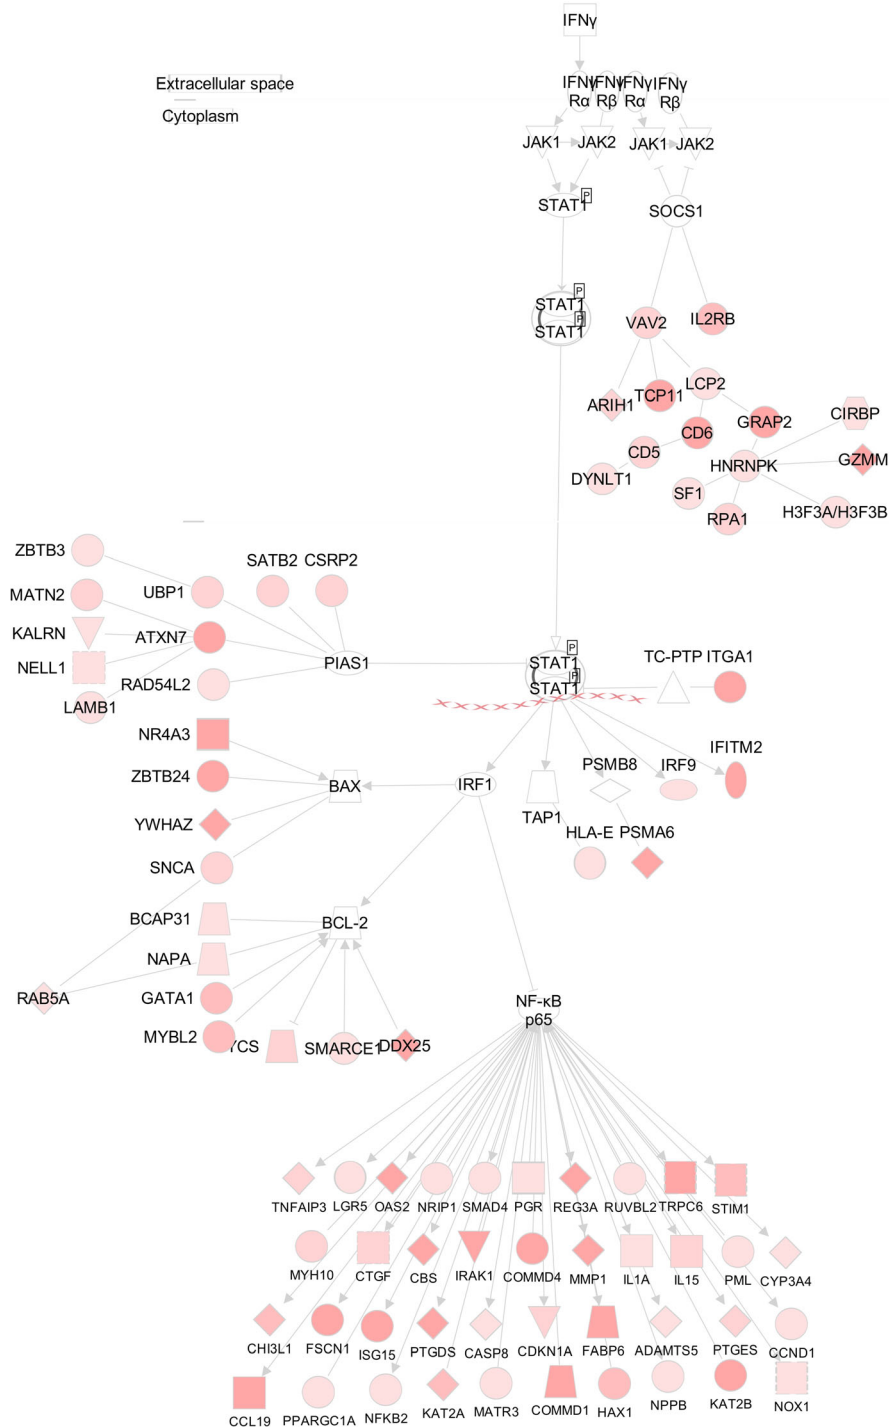 IFNγ
Extracellular space
IFNγ IFNγ IFNγ IFNγ
Rα Rβ Rα Rβ
Cytoplasm
JAK1 JAK2 JAK1 JAK2
P
STAT1
SOCS1
P
STAT1
P
STAT1
VAV2
IL2RB
LCP2
ARIH1
TCP11
CIRBP
GRAP2
CD6
CD5
GZMM
HNRNPK
DYNLT1
SF1
H3F3A/H3F3B
RPA1
ZBTB3
SATB2 CSRP2
MATN2
UBP1
KALRN
ATXN7
P
NELL1
PIAS1
STAT1
TC-PTP ITGA1
P
RAD54L2
STAT1
LAMB1
NR4A3
IFITM2
PSMB8
IRF9
ZBTB24
BAX
IRF1
TAP1
YWHAZ
HLA-E PSMA6
SNCA
BCAP31
BCL-2
NAPA
RAB5A
GATA1
NF-κB
p65
MYBL2
YCS
SMARCE1
DDX25
TNFAIP3
LGR5
OAS2
NRIP1
SMAD4
PGR
REG3A
RUVBL2
TRPC6
STIM1
MYH10
CTGF
CBS
IRAK1
COMMD4
MMP1
IL1A
IL15
PML
CYP3A4
CHI3L1
FSCN1
ISG15
PTGDS
CASP8
CDKN1A
FABP6
ADAMTS5
PTGES
CCND1
CCL19
PPARGC1A
NFKB2
KAT2A
MATR3
COMMD1
HAX1
NPPB
KAT2B
NOX1